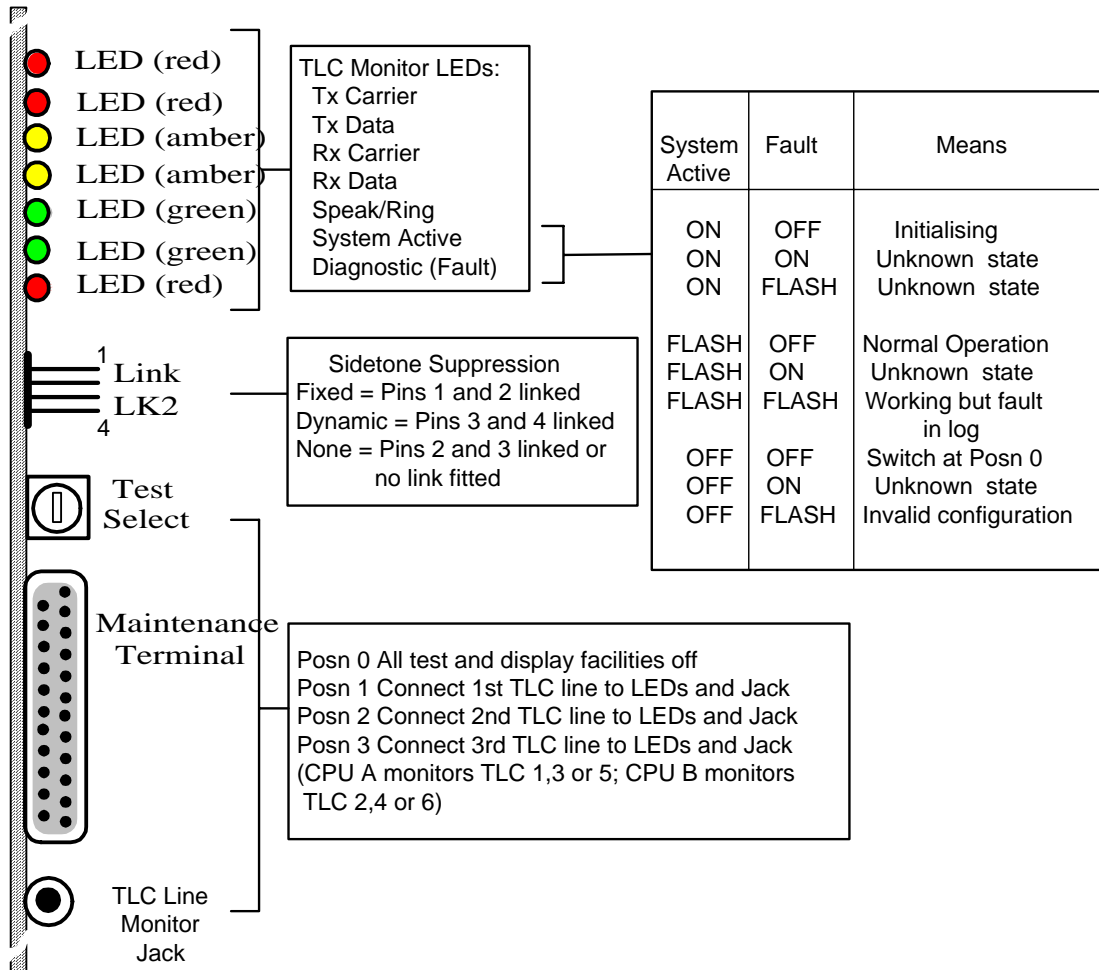 LED (red)
LED (red)
LED (amber)
LED (amber)
LED (green)
LED (green)
LED (red)
TLC Monitor LEDs:
Tx Carrier
Tx Data
Rx Carrier
Rx Data
Speak/Ring
System Active
Diagnostic (Fault)
System Active Fault Means
ON OFF Initialising
ON ON Unknown state
ON FLASH Unknown state
FLASH OFF Normal Operation
FLASH ON Unknown state
FLASH FLASH Working but fault
in log
OFF OFF Switch at Posn 0
OFF ON Unknown state
OFF FLASH Invalid configuration
1
Link
LK2
4
Sidetone Suppression
Fixed = Pins 1 and 2 linked
Dynamic = Pins 3 and 4 linked
None = Pins 2 and 3 linked or
no link fitted
Test
Select
Maintenance
Terminal
Posn 0 All test and display facilities off
Posn 1 Connect 1st TLC line to LEDs and Jack
Posn 2 Connect 2nd TLC line to LEDs and Jack
Posn 3 Connect 3rd TLC line to LEDs and Jack
(CPU A monitors TLC 1,3 or 5; CPU B monitors
TLC 2,4 or 6)
TLC Line
Monitor
Jack